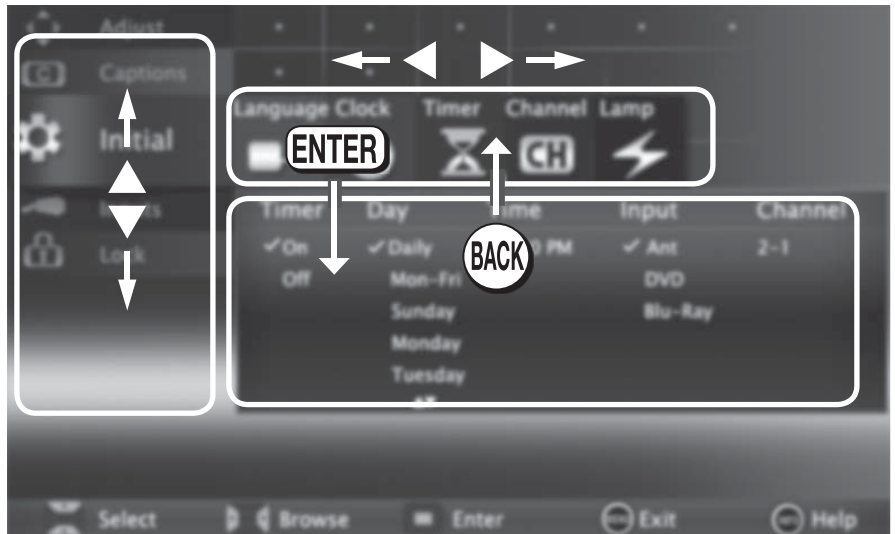 Adjust
Captions
Language Clock Timer Channel Lamp
Initial
ENTER
CH
Timer Day Time Input Channel
On Daily PM Ant 2-1
Lock
BACK
Off Mon-Fri DVD
Sunday Blu-Ray
Monday
Tuesday
Select Browse Enter Exit Help